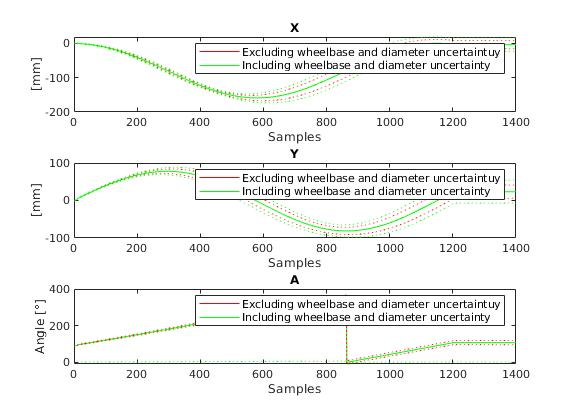 X
[mm]
0
-100
-200
Excluding wheelbase and diameter uncertaintuy
Including wheelbase and diameter uncertainty
0 200 400 600 800 1000 1200 1400
Samples
Y
[mm]
100
0
-100
Excluding wheelbase and diameter uncertaintuy
Including wheelbase and diameter uncertainty
0 200 400 600 800 1000 1200 1400
Samples
A
Angle [°]
400
200
0
Excluding wheelbase and diameter uncertaintuy
Including wheelbase and diameter uncertainty
0 200 400 600 800 1000 1200 1400
Samples